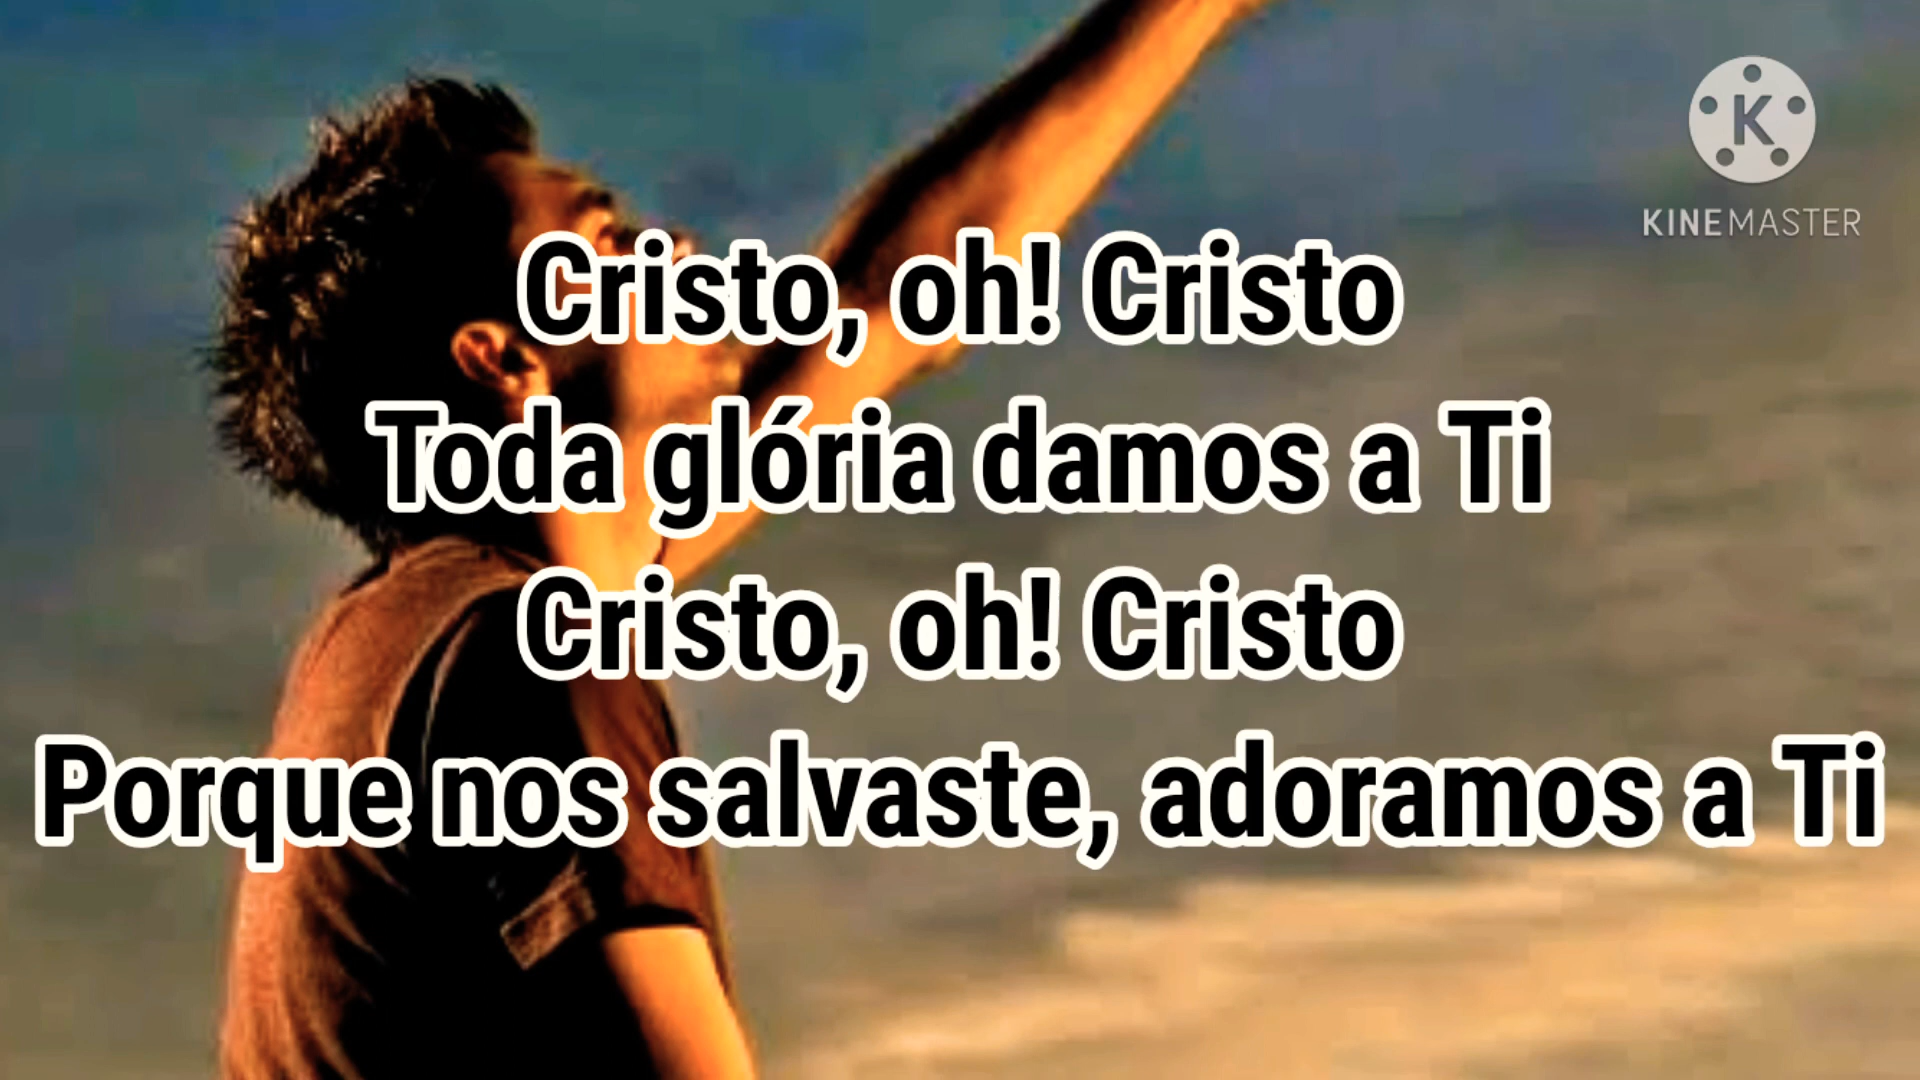 K
KINEMASTER
Cristo, oh! Cristo
Toda glória damos a Ti
Cristo, oh! Cristo
Porque nos salvaste, adoramos a Ti